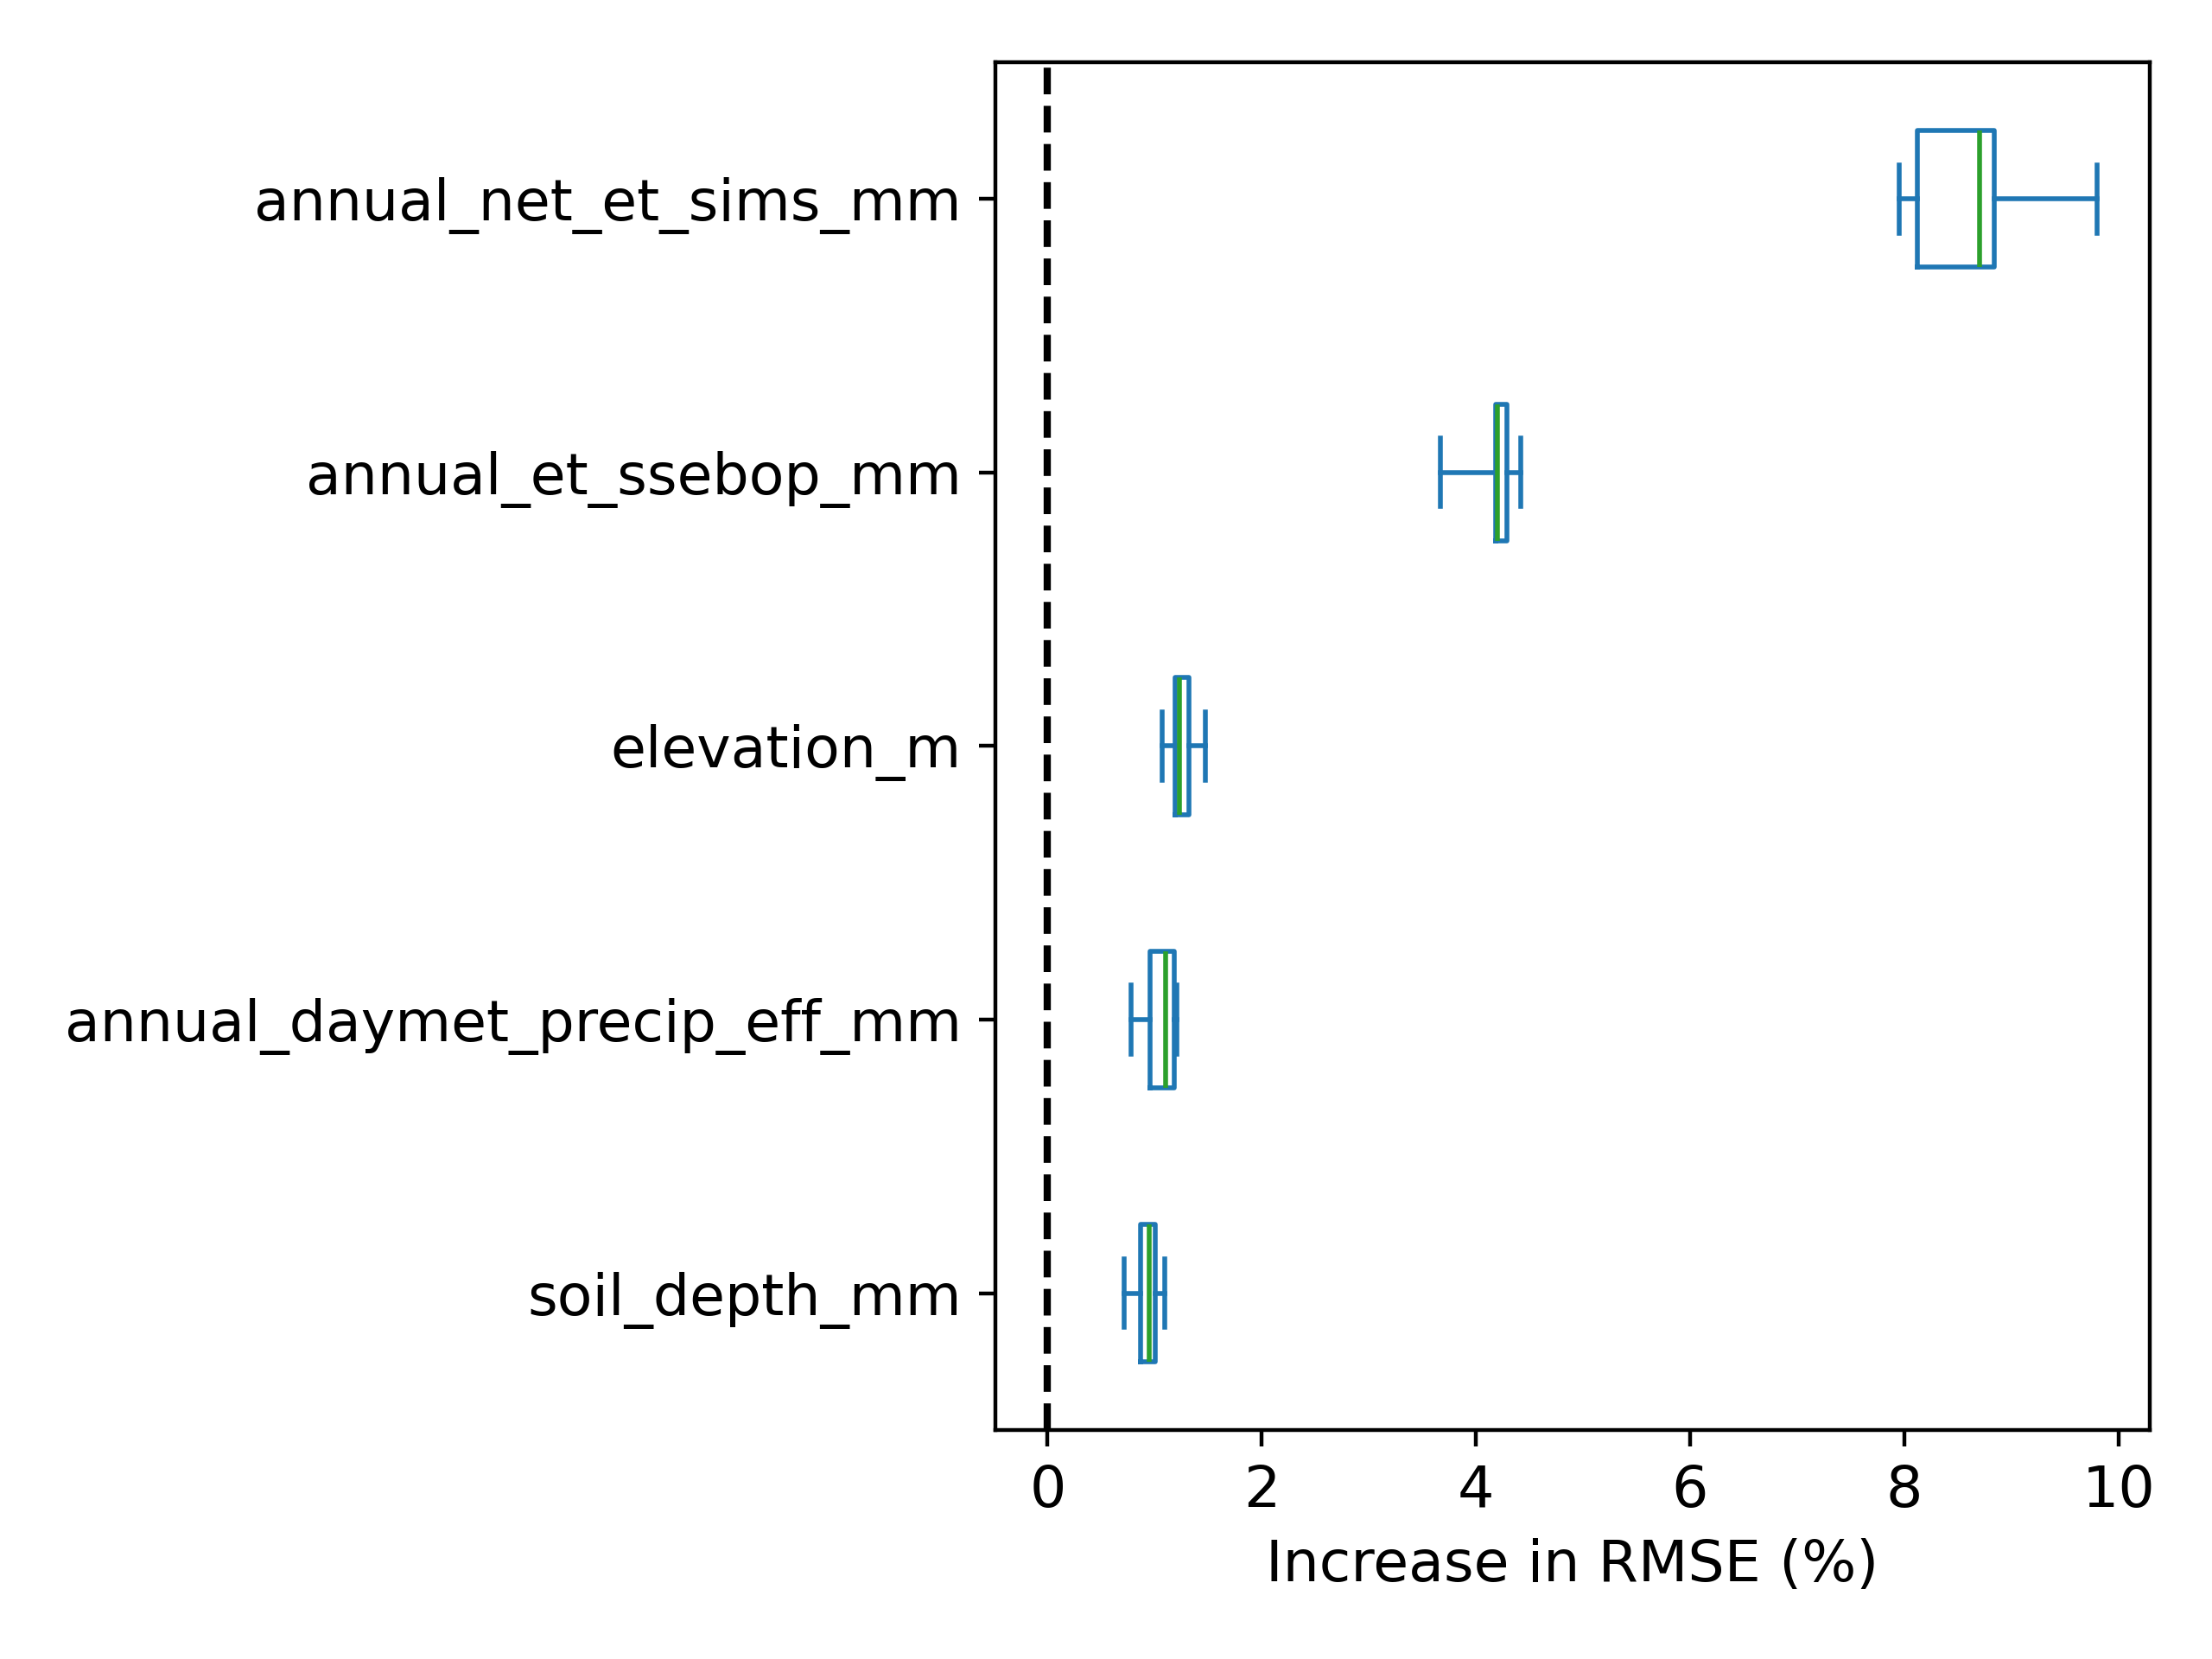 annual_net_et_sims_mm
annual_et_ssebop_mm
elevation_m
annual_daymet_precip_eff_mm
soil_depth_mm
0 2 4 6 8 10
Increase in RMSE (%)